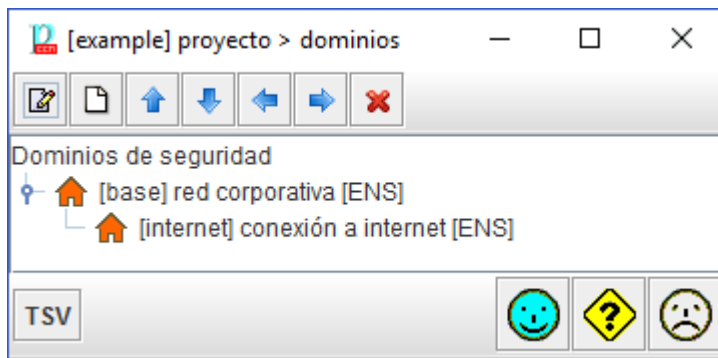 [example] proyecto > dominios
Dominios de seguridad
[base] red corporativa [ENS]
[internet] conexión a internet [ENS]
TSV
?